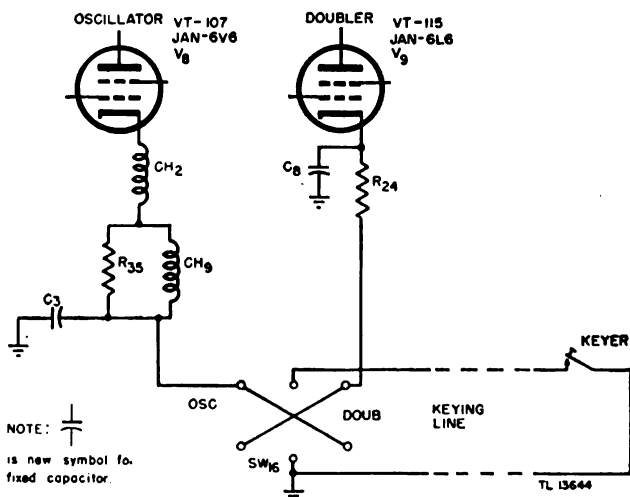 OSCILLATOR
VT-107
JAN-6V6
V8
DOUBLER
VT-115
JAN-6L6
V9
CH2
C8
R24
R35
CH9
C3
KEYER
OSC
DOUB
KEYING
LINE
NOTE:
is new symbol fo.
fixed capacitor.
SW16
TL 13644